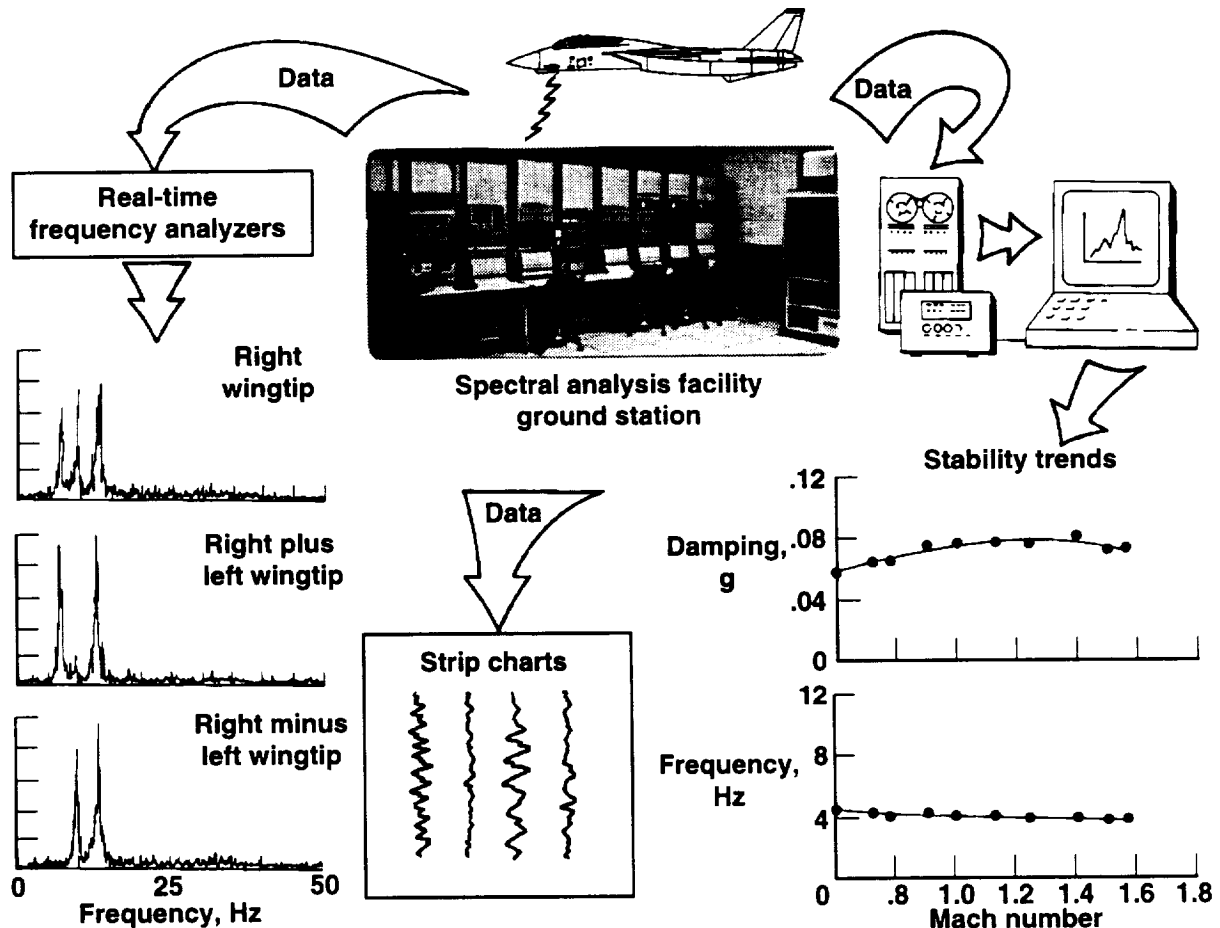 Data
Data
Real-time
frequency analyzers
Spectral analysis facility
ground station
Right
wingtip
Right plus
left wingtip
Right minus
left wingtip
0
25
50
Frequency, Hz
Data
Strip charts
Stability trends
.12
.08
.04
0
Damping,
g
12
8
4
Frequency,
Hz
0
.8
1.0
1.2
1.4
1.6
1.8
Mach number